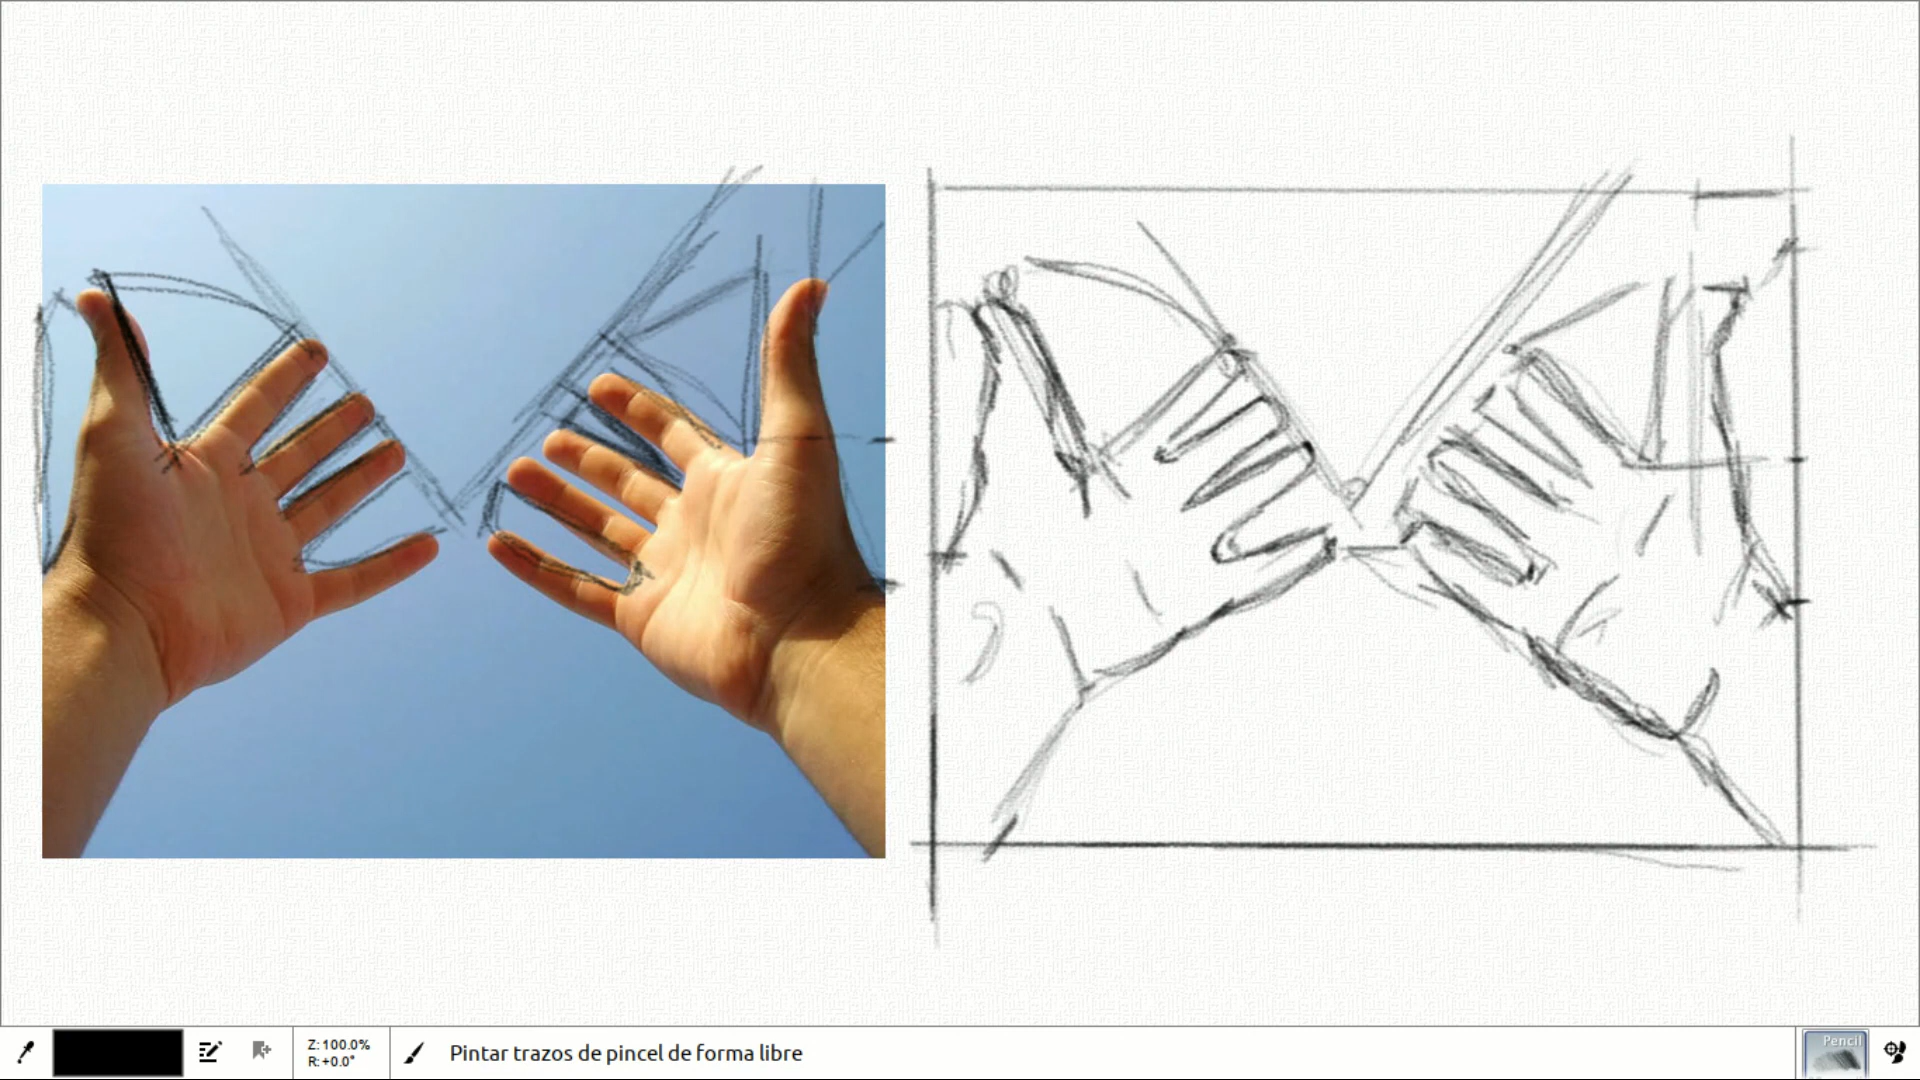 Z:100.0%
R:+0.0°
Pintar trazos de pincel de forma libre
Pencil